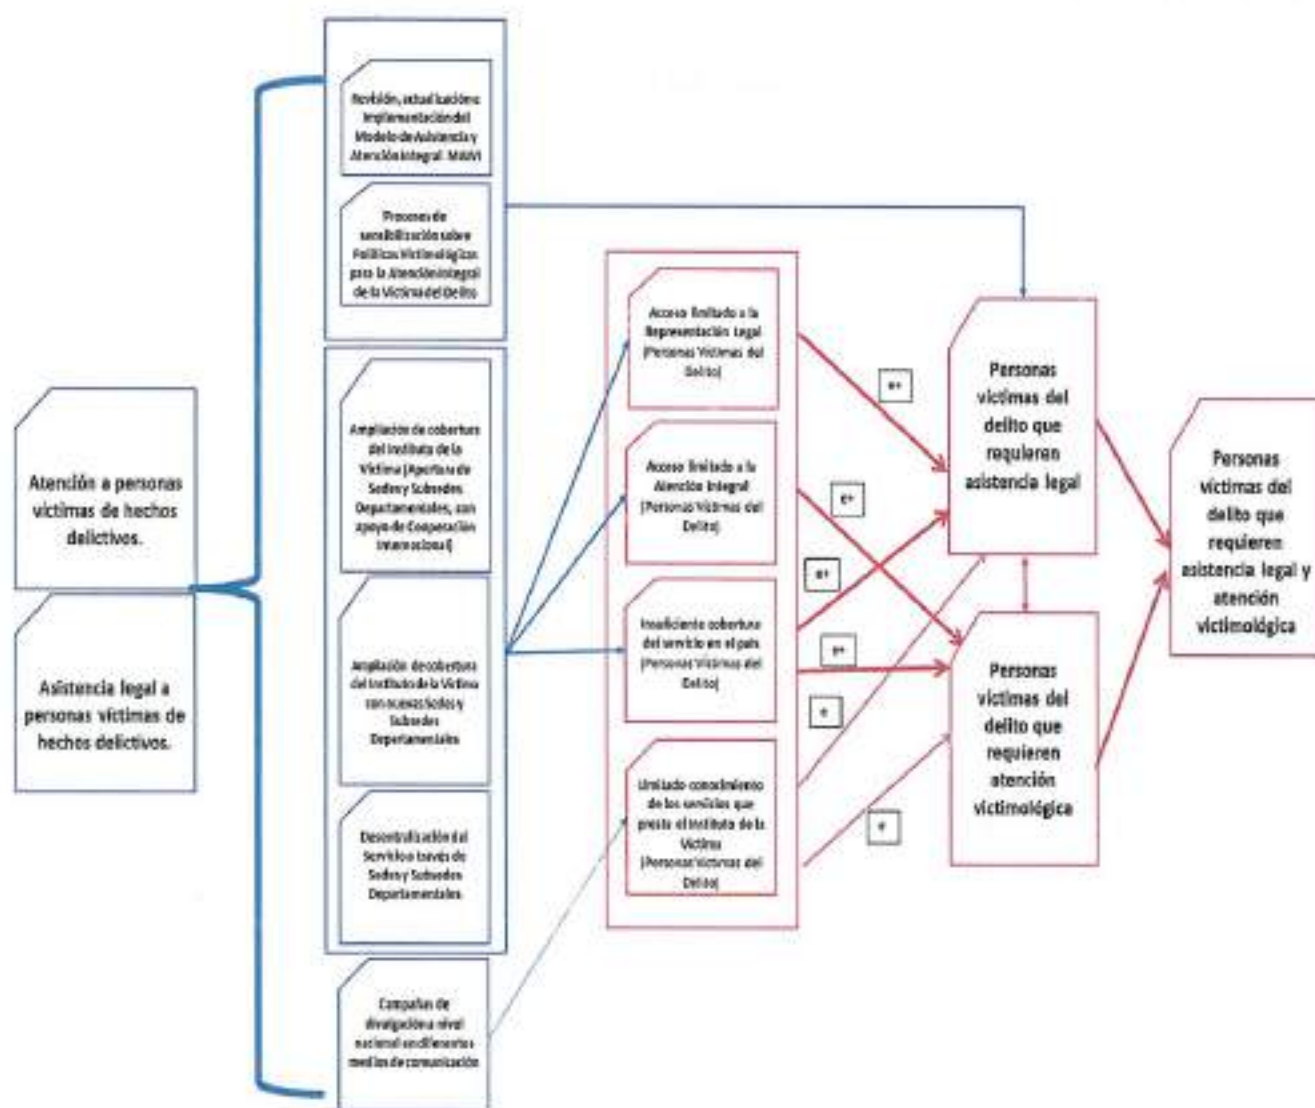 Atención a personas
víctimas de hechos
delictivos.
Asistencia legal a
personas víctimas de
hechos delictivos.
Revisión, actualización e
Implementación del
Modelo de Asistencia y
Atención Integral
Procesos de
sensibilización sobre
Políticas Victimológicas
para la Atención Integral
de la Víctima del Delito
Ampliación de cobertura
del Instituto de la
Víctima (Apertura de
Sedes y Subsedes
Departamentales, con
apoyo de Cooperación
Internacional)
Ampliación de cobertura
del Instituto de la Víctima
con nuevas Sedes y
Subsedes
Departamentales
Desentralización del
Servicio a través de
Sedes y Subsedes
Departamentales
Campañas de
divulgación a nivel
nacional en diferentes
medios de comunicación
Acceso limitado a la
Representación Legal
(Personas Víctimas del
Delito)
Acceso limitado a la
Atención Integral
(Personas Víctimas del
Delito)
Insuficiente cobertura
del servicio en el país
(Personas Víctimas del
Delito)
Limitado conocimiento
de los servicios que
presta el Instituto de la
Víctima
(Personas Víctimas del
Delito)
Personas
víctimas del
delito que
requieren
asistencia legal
Personas
víctimas del
delito que
requieren
atención
victimológica
Personas
víctimas del
delito que
requieren
asistencia legal y
atención
victimológica